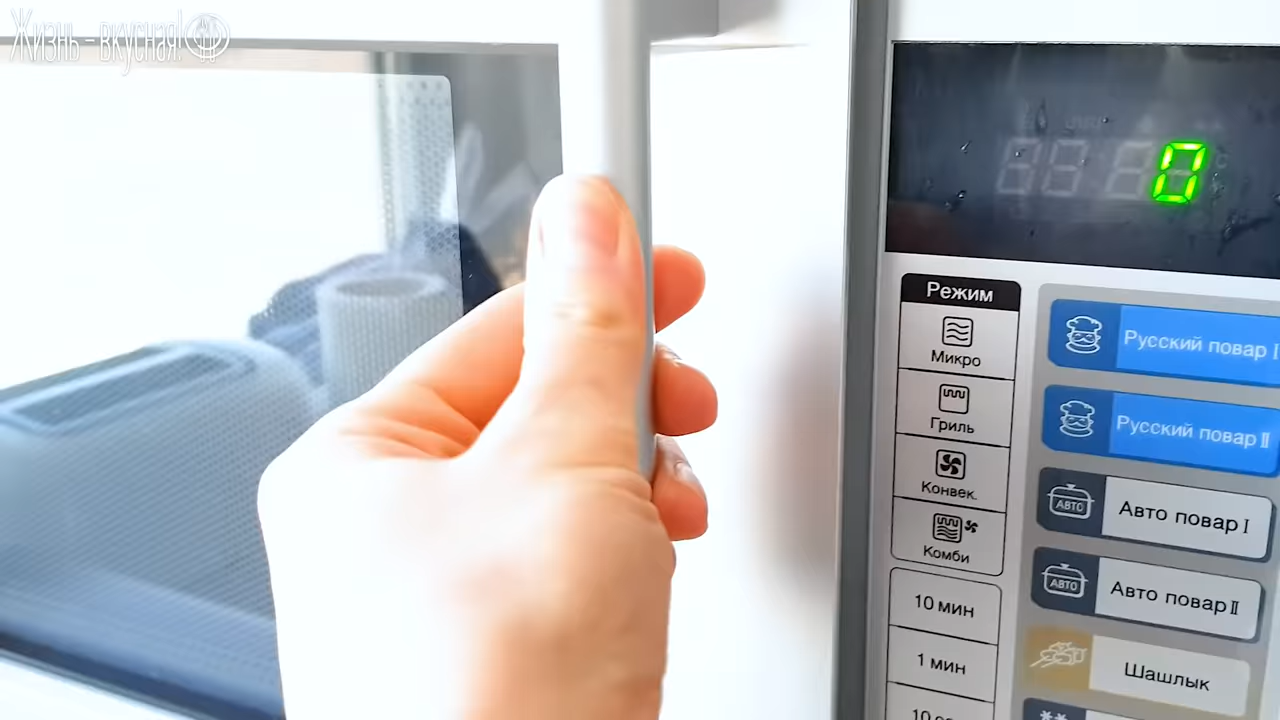 Жизнь - вкусная!
0
Режим
Микро
Гриль
Конвек.
Комби
10 мин
1 мин
Русский повар I
Русский повар II
АВТО
Авто повар I
АВТО
Авто повар II
Шашлык